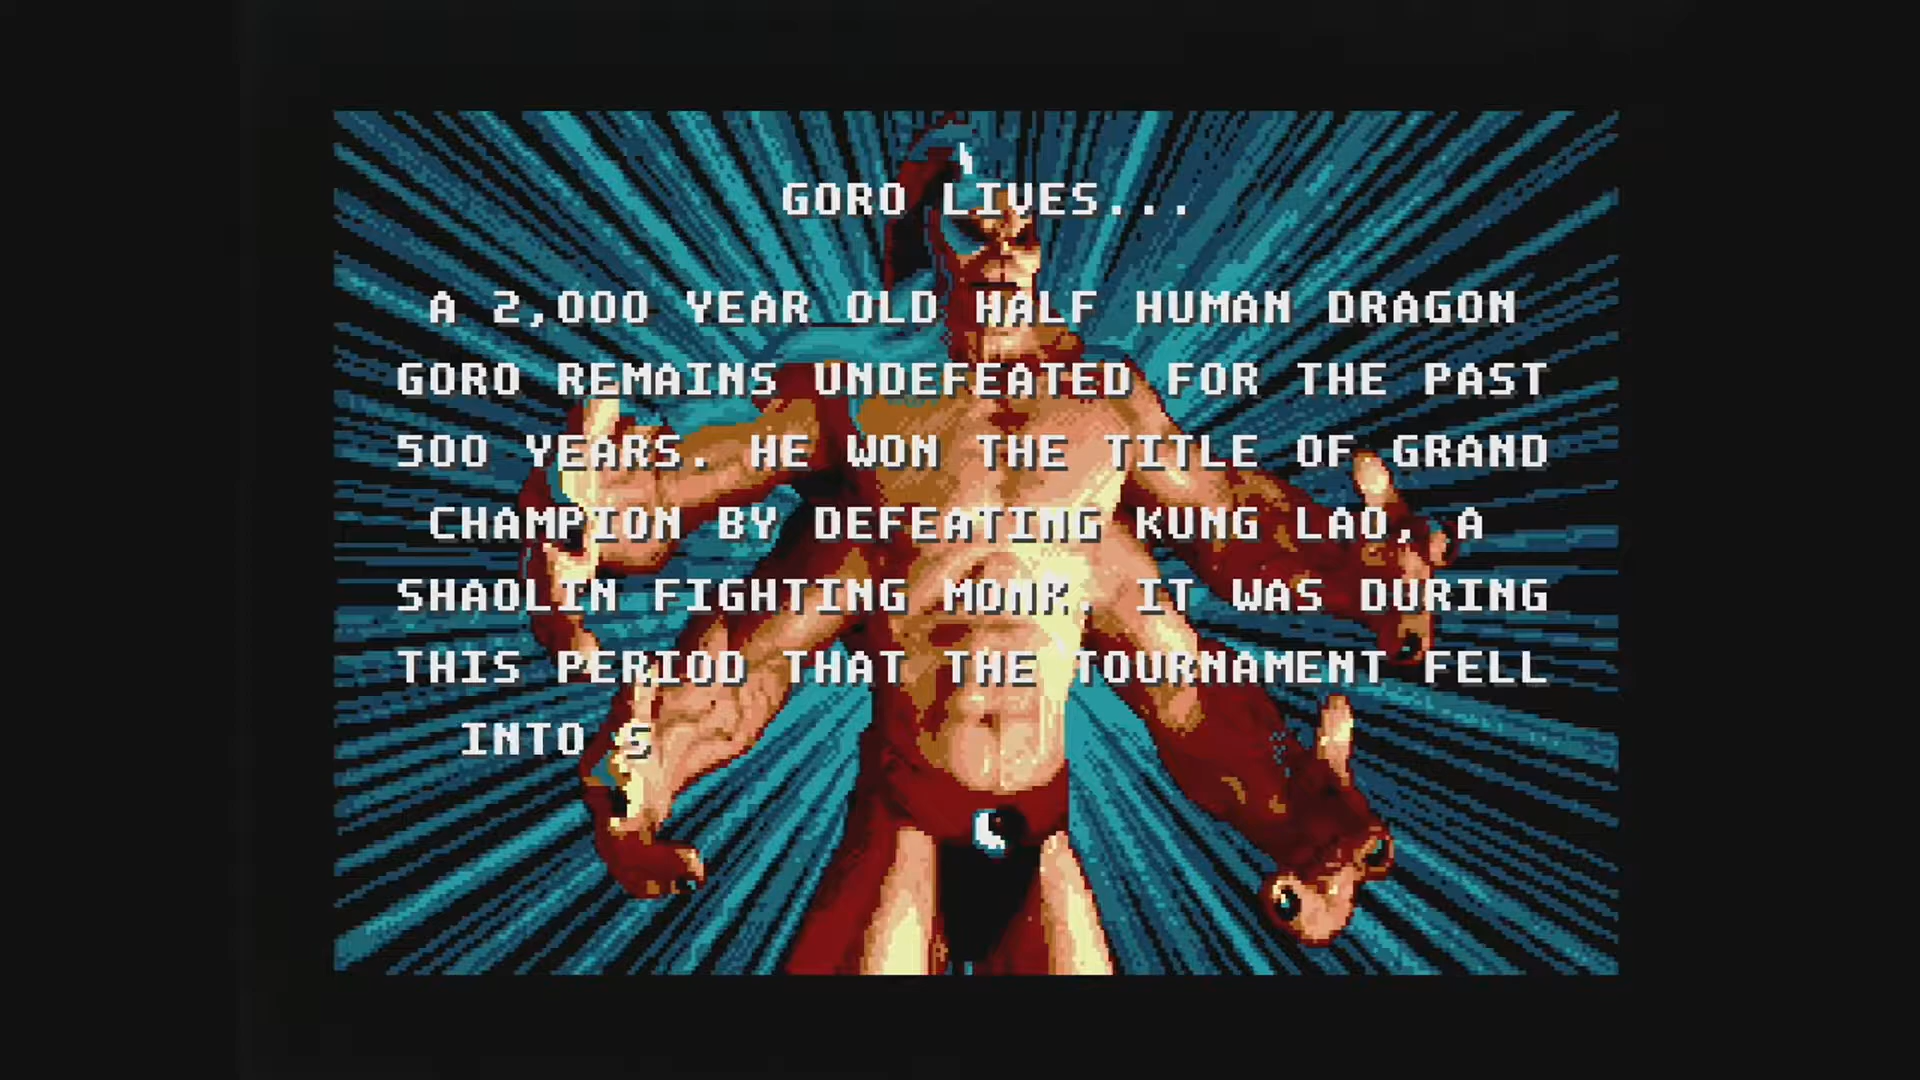 GORO LIVES...
A 2,000 YEAR OLD HALF HUMAN DRAGON
GORO REMAINS UNDEFEATED FOR THE PAST
500 YEARS. HE WON THE TITLE OF GRAND
CHAMPION BY DEFEATING KUNG LAO, A
SHAOLIN FIGHTING MONK. IT WAS DURING
THIS PERIOD THAT THE TOURNAMENT FELL
INTO S